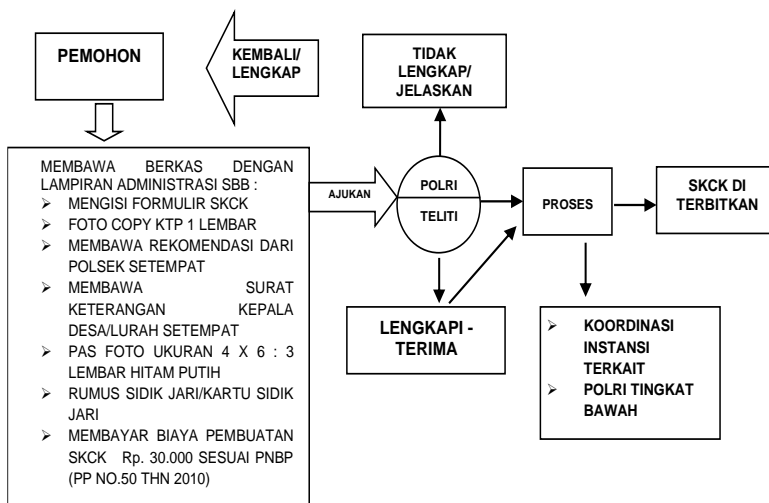 PEMOHON
KEMBALI/
LENGKAP
TIDAK
LENGKAP/
JELASKAN
MEMBAWA BERKAS DENGAN
LAMPIRAN ADMINISTRASI SBB :
➢ MENGISI FORMULIR SKCK
➢ FOTO COPY KTP 1 LEMBAR
➢ MEMBAWA REKOMENDASI DARI
POLSEK SETEMPAT
➢ MEMBAWA SURAT
KETERANGAN KEPALA
DESA/LURAH SETEMPAT
➢ PAS FOTO UKURAN 4 X 6 : 3
LEMBAR HITAM PUTIH
➢ RUMUS SIDIK JARI/KARTU SIDIK
JARI
➢ MEMBAYAR BIAYA PEMBUATAN
SKCK Rp. 30.000 SESUAI PNBP
(PP NO.50 THN 2010)
AJUKAN
POLRI
TELITI
PROSES
SKCK DI
TERBITKAN
LENGKAPI -
TERIMA
➢ KOORDINASI
INSTANSI
TERKAIT
➢ POLRI TINGKAT
BAWAH